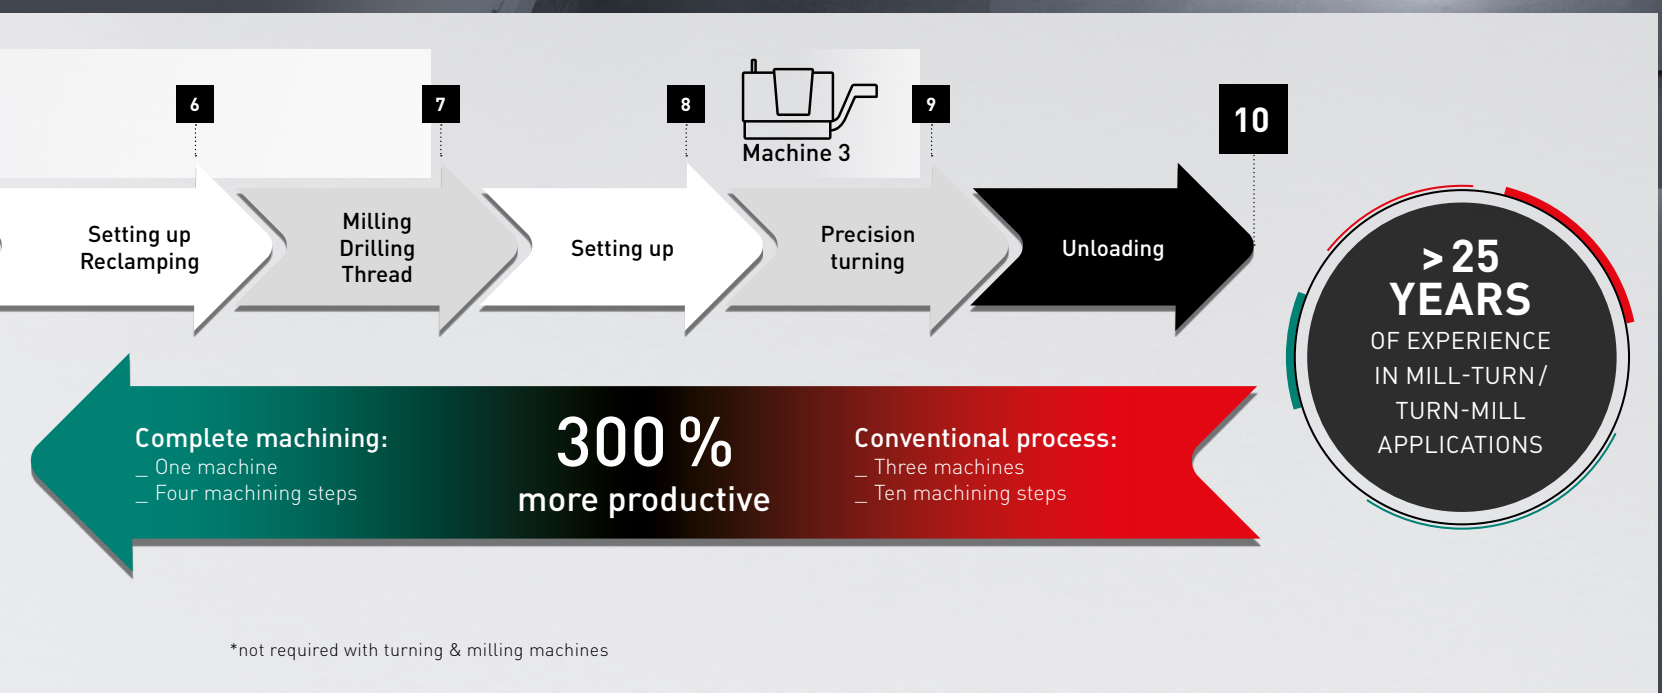 6
7
8
9
10
Machine 3
Setting up
Reclamping
Milling
Drilling
Thread
Setting up
Precision
turning
Unloading
> 25
YEARS
OF EXPERIENCE
IN MILL-TURN /
TURN-MILL
APPLICATIONS
Complete machining:
_ One machine
_ Four machining steps
300 %
more productive
Conventional process:
_ Three machines
_ Ten machining steps
*not required with turning & milling machines